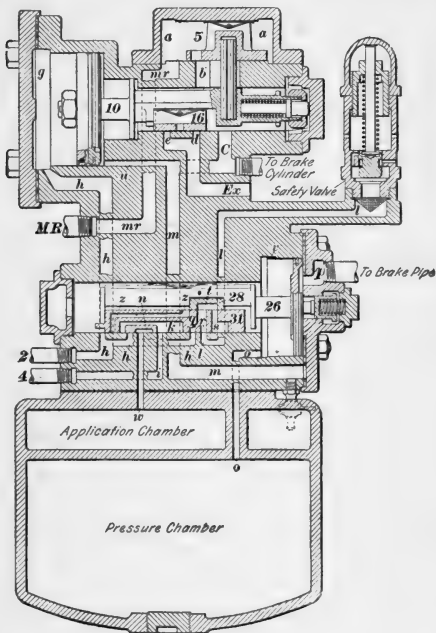 a 5 a
g mr b
10 16
e d C
To Brake
Cylinder
Safety Valve
h u Ex
MR mr m l l
h
v
To Brake Pipe
z n z t 28 26
k q r s 31
2 h h i h l o
4 m
w
Application Chamber
o
Pressure Chamber